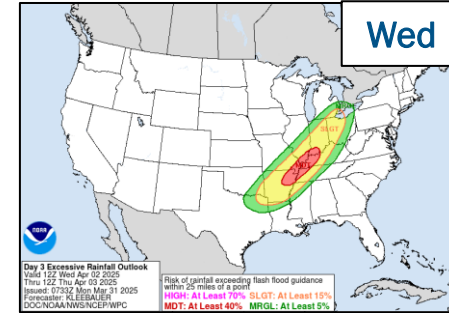 Wed
MRGL
SLGT
MDT
NOAA
Day 3 Excessive Rainfall Outlook
Valid 12Z Wed Apr 02 2025
Thru 12Z Thu Apr 03 2025
Issued: 0733Z Mon Mar 31 2025
Forecaster: KLEEBAUER
DOC/NOAA/NWS/NCEP/WPC
Risk of rainfall exceeding flash flood guidance
within 25 miles of a point
HIGH: At Least 70% SLGT: At Least 15%
MDT: At Least 40% MRGL: At Least 5%